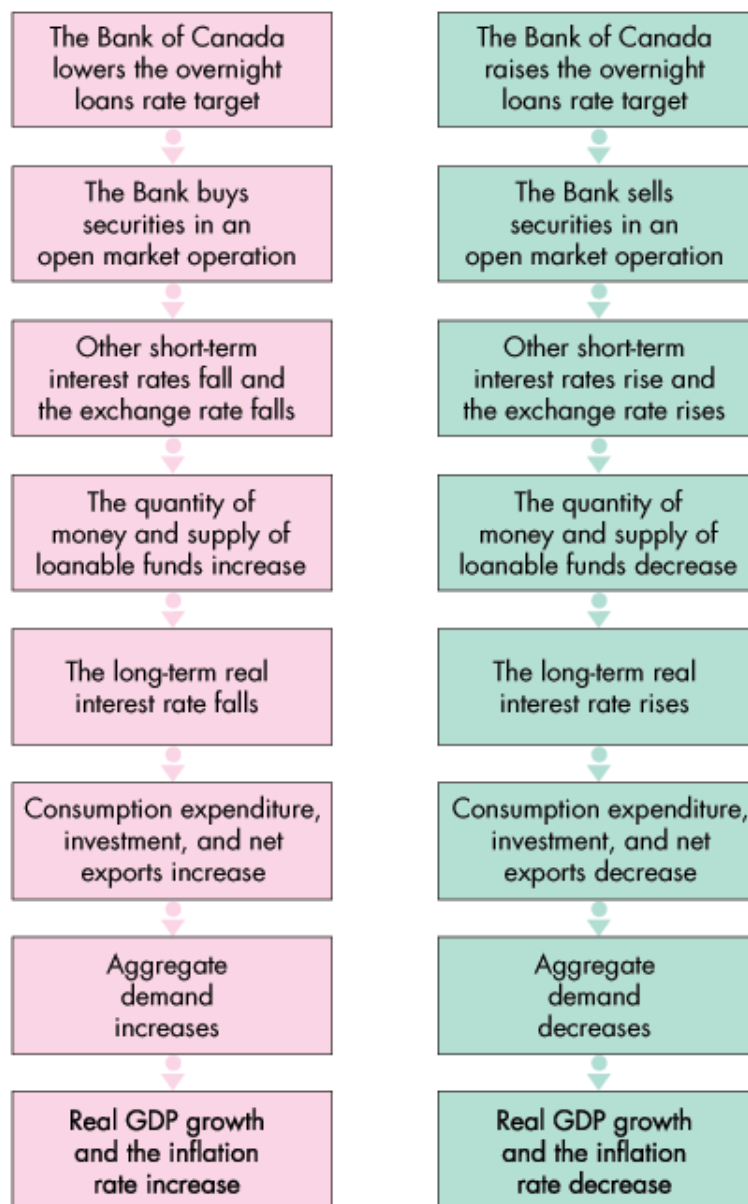 The Bank of Canada
lowers the overnight
loans rate target
The Bank buys
securities in an
open market operation
Other short-term
interest rates fall and
the exchange rate falls
The quantity of
money and supply of
loanable funds increase
The long-term real
interest rate falls
Consumption expenditure,
investment, and net
exports increase
Aggregate
demand
increases
Real GDP growth
and the inflation
rate increase
The Bank of Canada
raises the overnight
loans rate target
The Bank sells
securities in an
open market operation
Other short-term
interest rates rise and
the exchange rate rises
The quantity of
money and supply of
loanable funds decrease
The long-term real
interest rate rises
Consumption expenditure,
investment, and net
exports decrease
Aggregate
demand
decreases
Real GDP growth
and the inflation
rate decrease